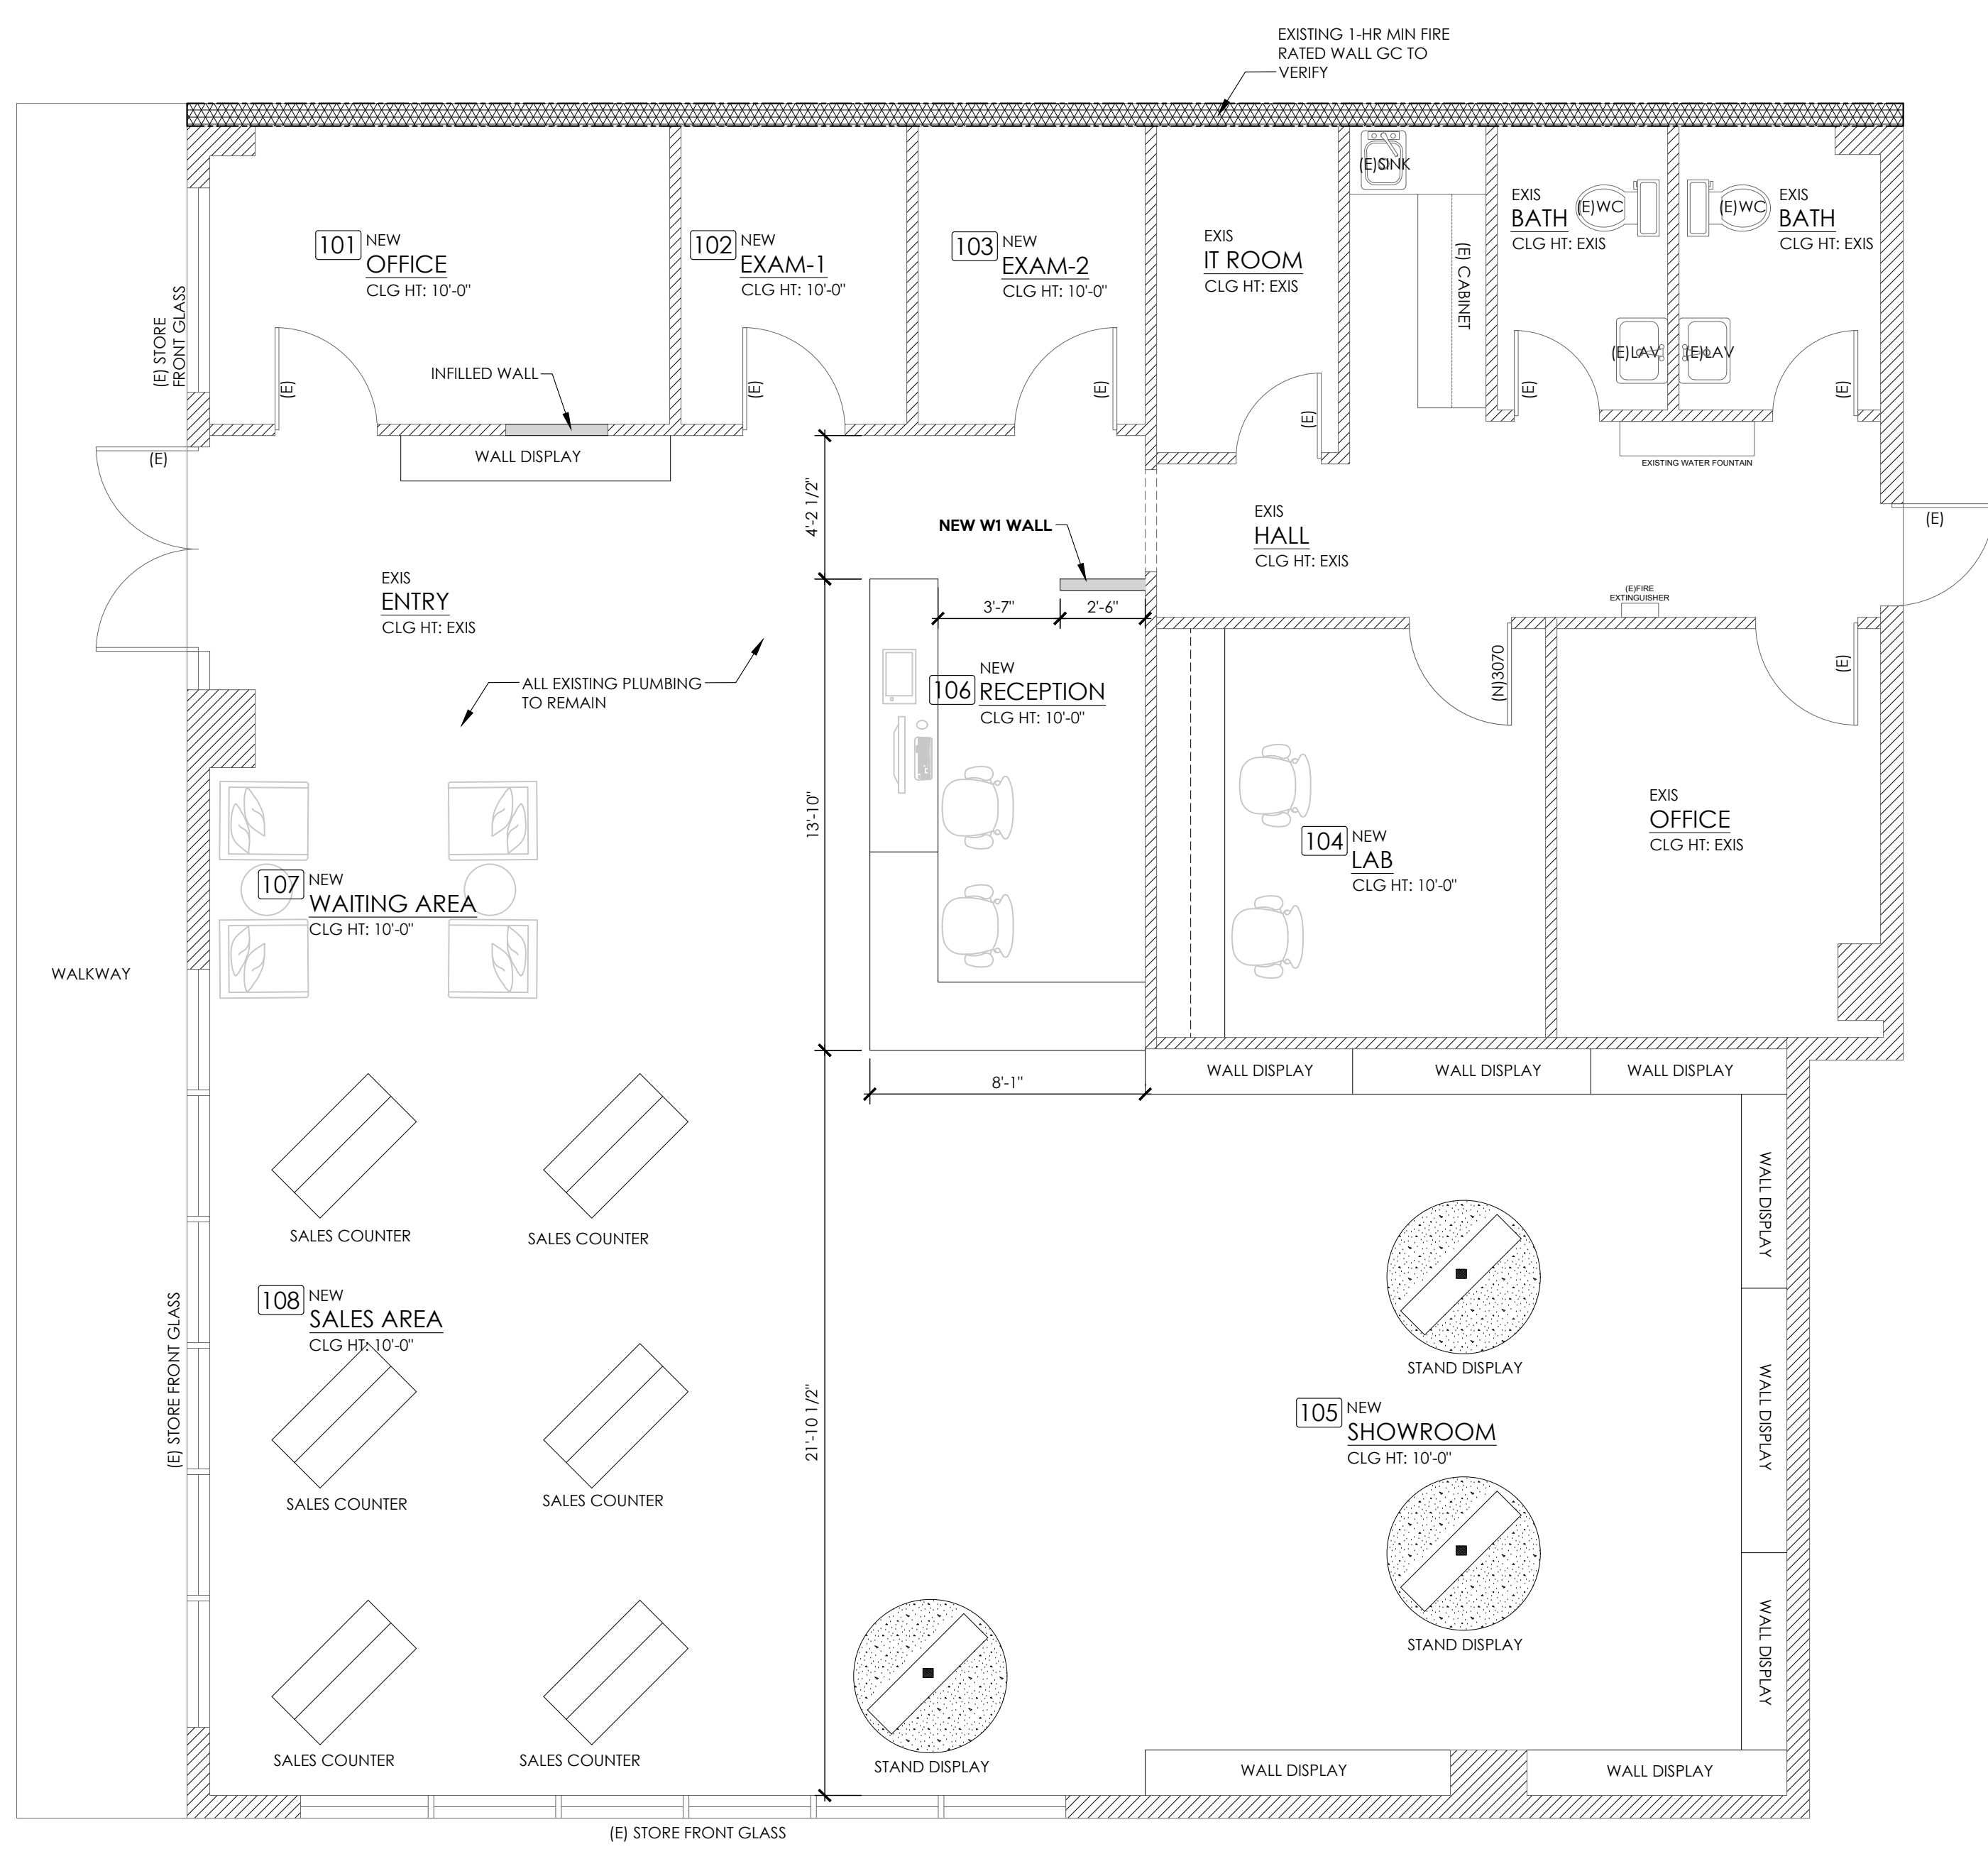 EXISTING 1-HR MIN FIRE
RATED WALL GC TO
VERIFY
(E)SINK
EXIS
BATH
CLG HT: EXIS
(E)WC
(E)WC
EXIS
BATH
CLG HT: EXIS
101
NEW
OFFICE
CLG HT: 10'-0"
102
NEW
EXAM-1
CLG HT: 10'-0"
103
NEW
EXAM-2
CLG HT: 10'-0"
EXIS
IT ROOM
CLG HT: EXIS
(E) CABINET
(E) STORE
FRONT GLASS
(E)LAV
(E)LAV
INFILLED WALL
(E)
(E)
(E)
(E)
(E)
(E)
(E)
WALL DISPLAY
EXISTING WATER FOUNTAIN
4'-2 1/2"
NEW W1 WALL
EXIS
HALL
CLG HT: EXIS
(E)
EXIS
ENTRY
CLG HT: EXIS
(E)FIRE
EXTINGUISHER
3'-7"
2'-6"
ALL EXISTING PLUMBING
TO REMAIN
106
NEW
RECEPTION
CLG HT: 10'-0"
(N)3070
(E)
13'-10"
EXIS
OFFICE
CLG HT: EXIS
104
NEW
LAB
CLG HT: 10'-0"
107
NEW
WAITING AREA
CLG HT: 10'-0"
WALKWAY
8'-1"
WALL DISPLAY
WALL DISPLAY
WALL DISPLAY
WALL DISPLAY
SALES COUNTER
SALES COUNTER
108
NEW
SALES AREA
CLG HT: 10'-0"
(E) STORE FRONT GLASS
21'-10 1/2"
STAND DISPLAY
105
NEW
SHOWROOM
CLG HT: 10'-0"
WALL DISPLAY
SALES COUNTER
SALES COUNTER
STAND DISPLAY
WALL DISPLAY
SALES COUNTER
SALES COUNTER
STAND DISPLAY
WALL DISPLAY
WALL DISPLAY
(E) STORE FRONT GLASS